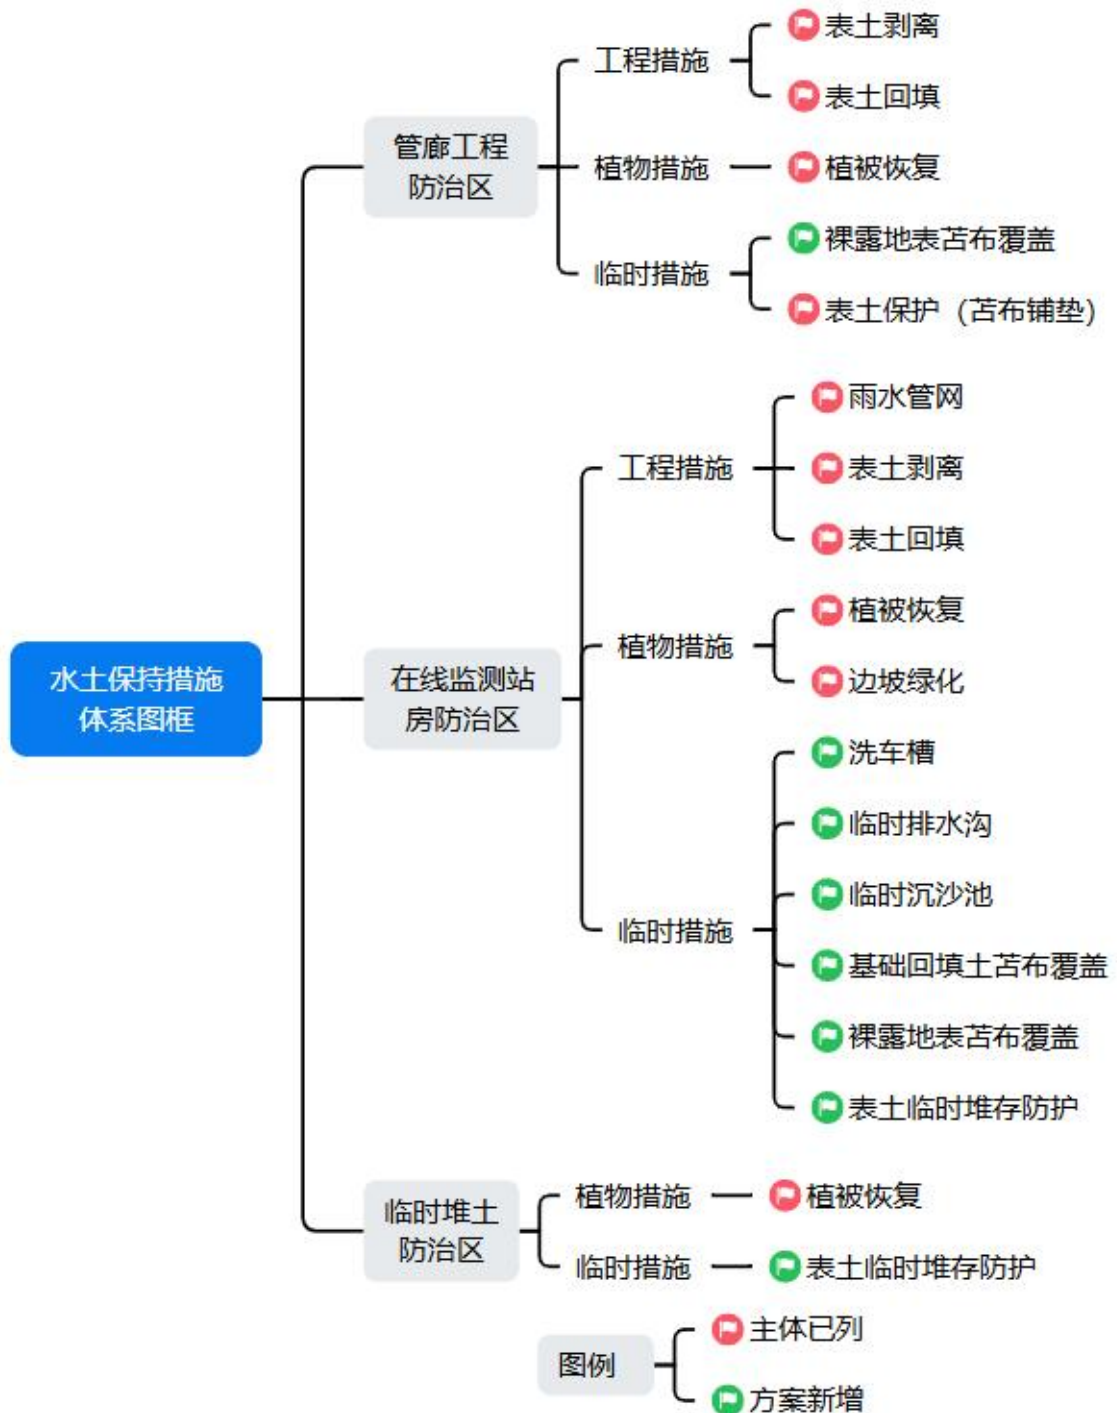 表土剥离
工程措施
表土回填
管廊工程
防治区
植物措施
植被恢复
裸露地表苫布覆盖
临时措施
表土保护（苫布铺垫）
雨水管网
工程措施
表土剥离
表土回填
植被恢复
植物措施
边坡绿化
水土保持措施
体系图框
在线监测站
房防治区
洗车槽
临时排水沟
临时沉沙池
临时措施
基础回填土苫布覆盖
裸露地表苫布覆盖
表土临时堆存防护
临时堆土
防治区
植物措施
植被恢复
临时措施
表土临时堆存防护
图例
主体已列
方案新增